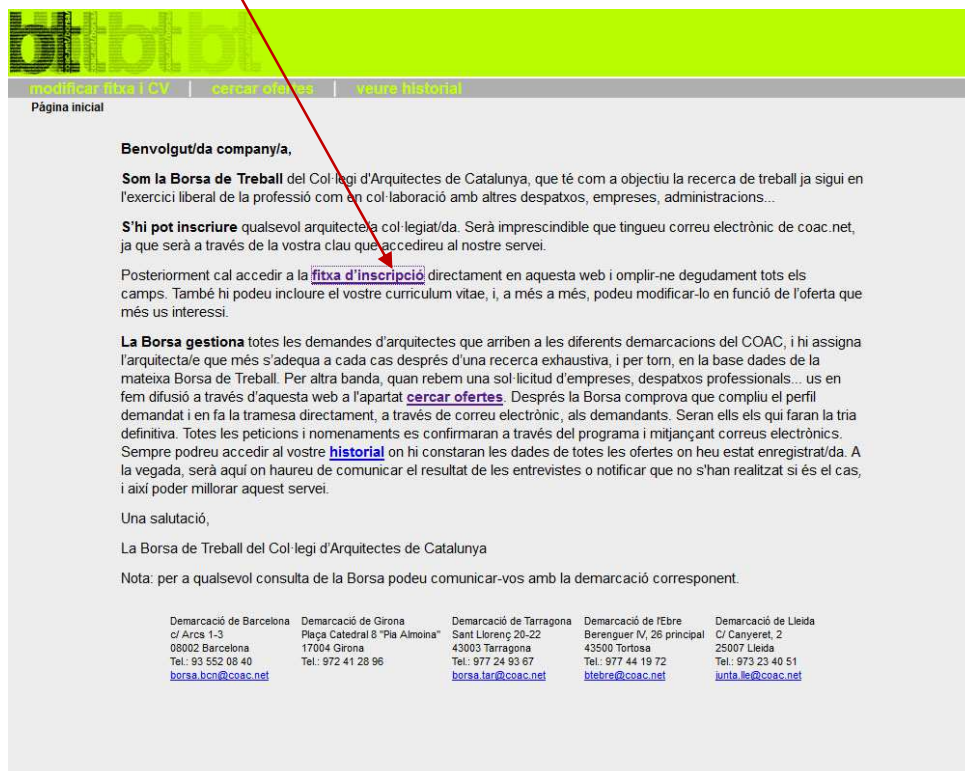 bt bt bt
modificar fitxa i CV | cercar ofertes | veure historial
Página inicial
Benvolgut/da company/a,
Som la Borsa de Treball del Col·legi d'Arquitectes de Catalunya, que té com a objectiu la recerca de treball ja sigui en
l'exercici liberal de la professió com en col·laboració amb altres despatxos, empreses, administracions...
S'hi pot inscriure qualsevol arquitecte/a col·legiat/da. Serà imprescindible que tingueu correu electrònic de coac.net,
ja que serà a través de la vostra clau que accedireu al nostre servei.
Posteriorment cal accedir a la fitxa d'inscripció directament en aquesta web i omplir-ne degudament tots els
camps. També hi podeu incloure el vostre curriculum vitae, i, a més a més, podeu modificar-lo en funció de l'oferta que
més us interessi.
La Borsa gestiona totes les demandes d'arquitectes que arriben a les diferents demarcacions del COAC, i hi assigna
l'arquitecta/e que més s'adequa a cada cas després d'una recerca exhaustiva, i per torn, en la base dades de la
mateixa Borsa de Treball. Per altra banda, quan rebem una sol·licitud d'empreses, despatxos professionals... us en
fem difusió a través d'aquesta web a l'apartat cercar ofertes. Després la Borsa comprova que compliu el perfil
demandat i en fa la tramesa directament, a través de correu electrònic, als demandants. Seran ells els qui faran la tria
definitiva. Totes les peticions i nomenaments es confirmaran a través del programa i mitjançant correus electrònics.
Sempre podreu accedir al vostre historial on hi constaran les dades de totes les ofertes on heu estat enregistrat/da. A
la vegada, serà aquí on haureu de comunicar el resultat de les entrevistes o notificar que no s'han realitzat si és el cas,
i així poder millorar aquest servei.
Una salutació,
La Borsa de Treball del Col·legi d'Arquitectes de Catalunya
Nota: per a qualsevol consulta de la Borsa podeu comunicar-vos amb la demarcació corresponent.
Demarcació de Barcelona
c/ Arcs 1-3
08002 Barcelona
Tel.: 93 552 08 40
borsa.bcn@coac.net
Demarcació de Girona
Plaça Catedral 8 "Pia Almoina"
17004 Girona
Tel.: 972 41 28 96
Demarcació de Tarragona
Sant Llorenç 20-22
43003 Tarragona
Tel.: 977 24 93 67
borsa.tar@coac.net
Demarcació de l'Ebre
Berenguer IV, 26 principal
43500 Tortosa
Tel.: 977 44 19 72
btebre@coac.net
Demarcació de Lleida
C/ Canyeret, 2
25007 Lleida
Tel.: 973 23 40 51
junta.lle@coac.net